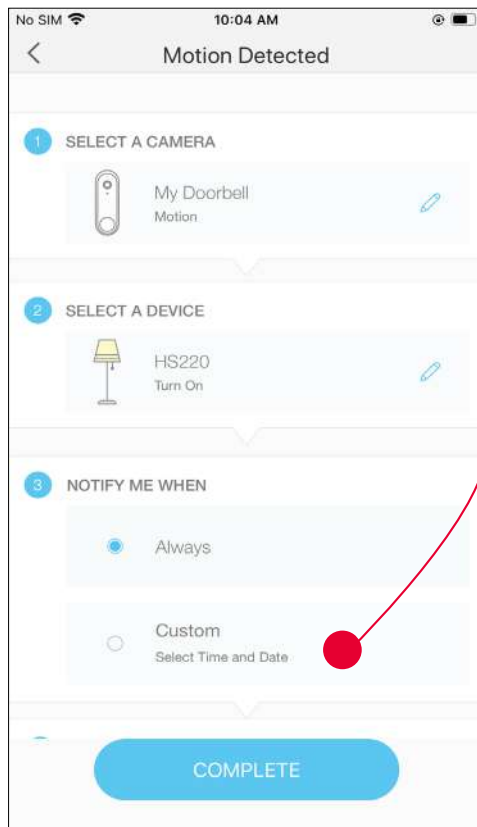 No SIM 10:04 AM
Motion Detected
1 SELECT A CAMERA
My Doorbell
Motion
2 SELECT A DEVICE
HS220
Turn On
3 NOTIFY ME WHEN
Always
Custom
Select Time and Date
COMPLETE